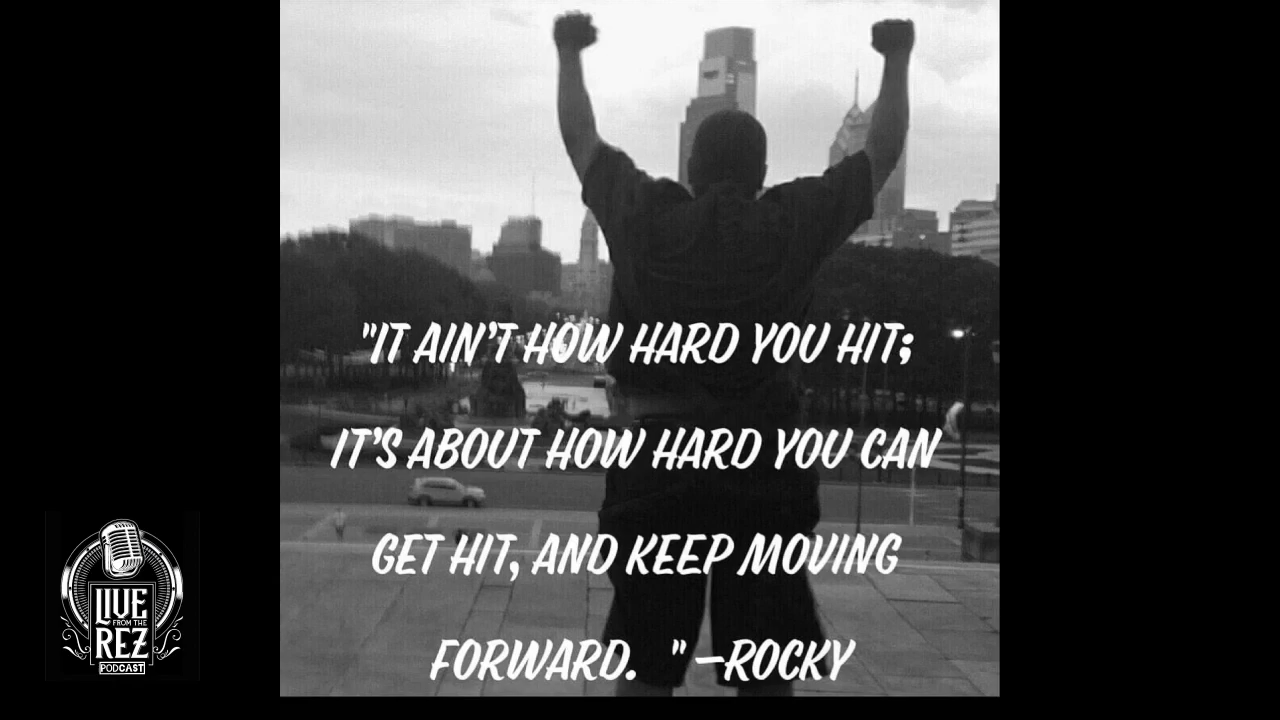 "IT AIN'T HOW HARD YOU HIT;
IT'S ABOUT HOW HARD YOU CAN
GET HIT, AND KEEP MOVING
FORWARD. " –ROCKY
LIVE
FROM THE
REZ
PODCAST